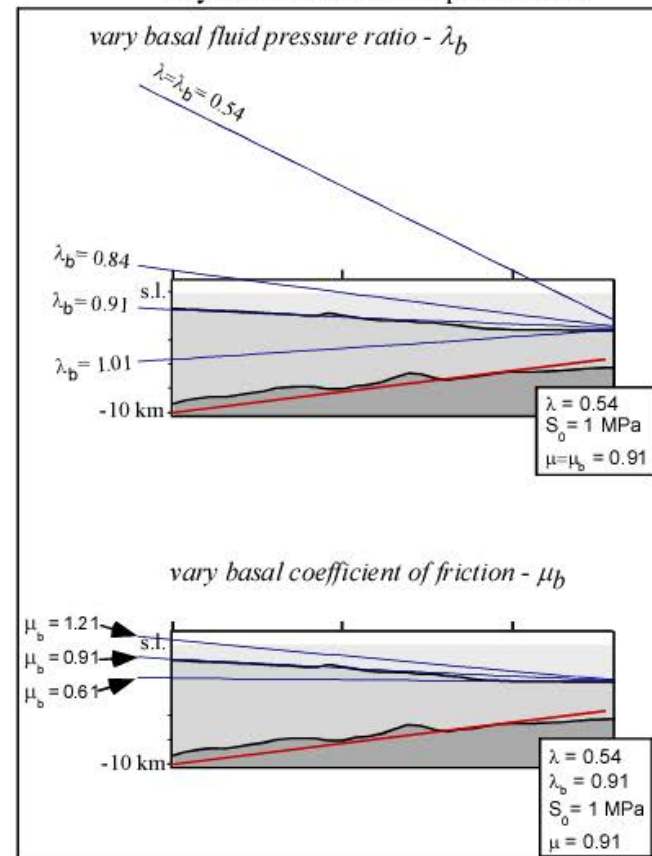 vary basal fluid pressure ratio - λb
λ=λb= 0.54
λb= 0.84
s.l.
λb= 0.91
λb= 1.01
-10 km
λ = 0.54
S0= 1 MPa
μ=μb = 0.91
vary basal coefficient of friction - μb
μb = 1.21
s.l.
μb = 0.91
μb = 0.61
-10 km
λ = 0.54
λb = 0.91
S0= 1 MPa
μ = 0.91